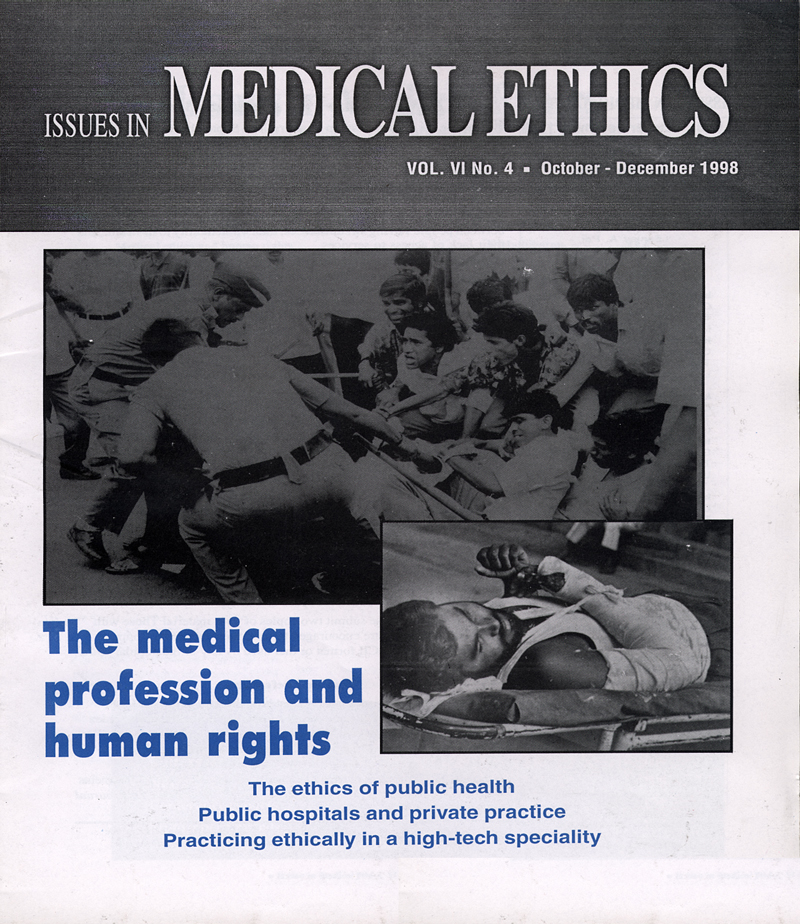 ISSUES IN MEDICAL ETHICS
VOL. VI No. 4 ▪ October - December 1998
The medical
profession and
human rights
The ethics of public health
Public hospitals and private practice
Practicing ethically in a high-tech speciality